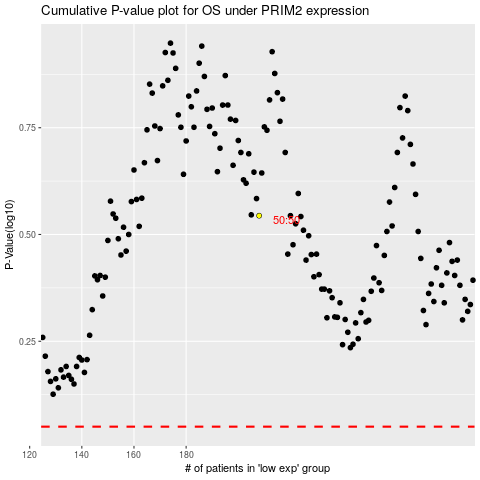 Cumulative P-value plot for OS under PRIM2 expression
P-Value(log10)
0.75
0.50
0.25
50:50
120 140 160 180
# of patients in 'low exp' group